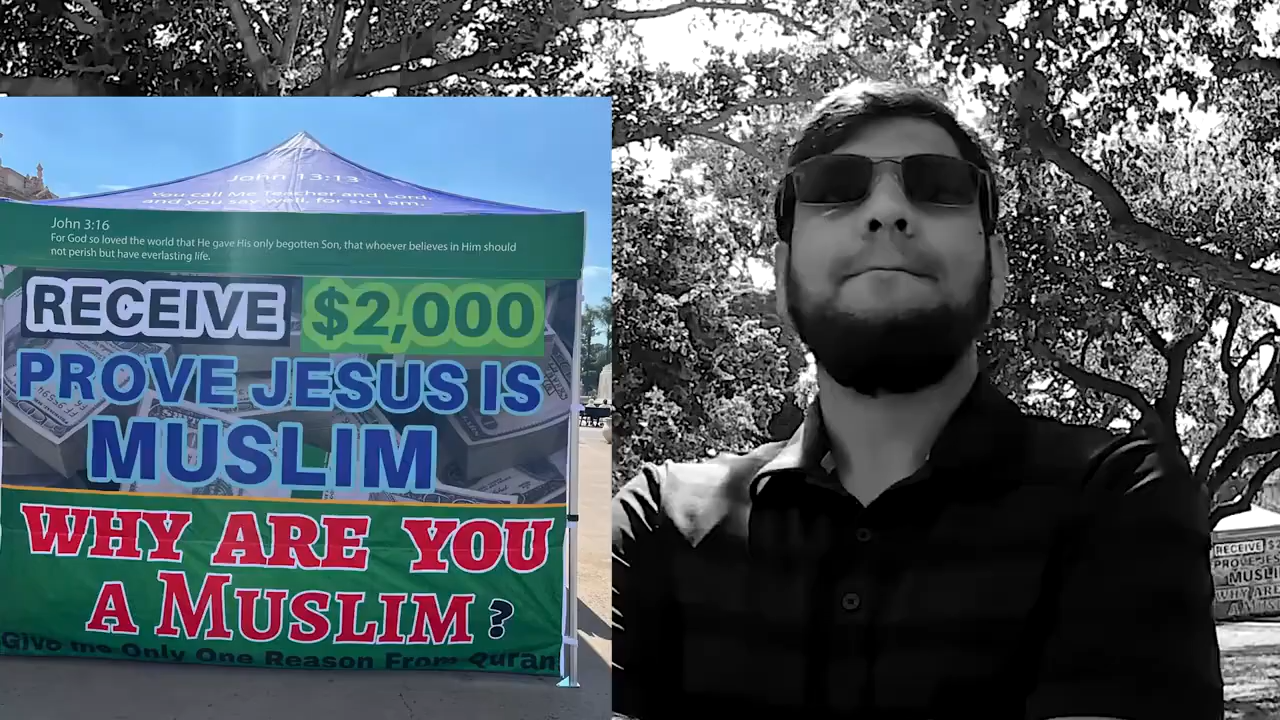 John 13:13
You call Me Teacher and Lord,
and you say well, for so I am.
John 3:16
For God so loved the world that He gave His only begotten Son, that whoever believes in Him should
not perish but have everlasting life.
RECEIVE $2,000
PROVE JESUS IS
MUSLIM
WHY ARE YOU
A MUSLIM?
Give me Only One Reason From Quran
RECEIVE $2
PROVE JES
MUSLI
WHY ARE
A MUS